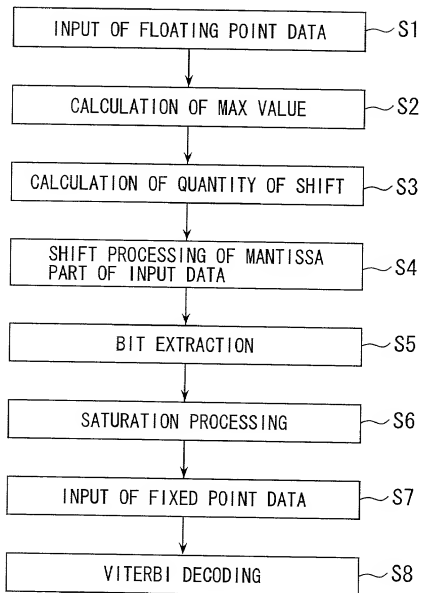 INPUT OF FLOATING POINT DATA S1
CALCULATION OF MAX VALUE S2
CALCULATION OF QUANTITY OF SHIFT S3
SHIFT PROCESSING OF MANTISSA
PART OF INPUT DATA S4
BIT EXTRACTION S5
SATURATION PROCESSING S6
INPUT OF FIXED POINT DATA S7
VITERBI DECODING S8